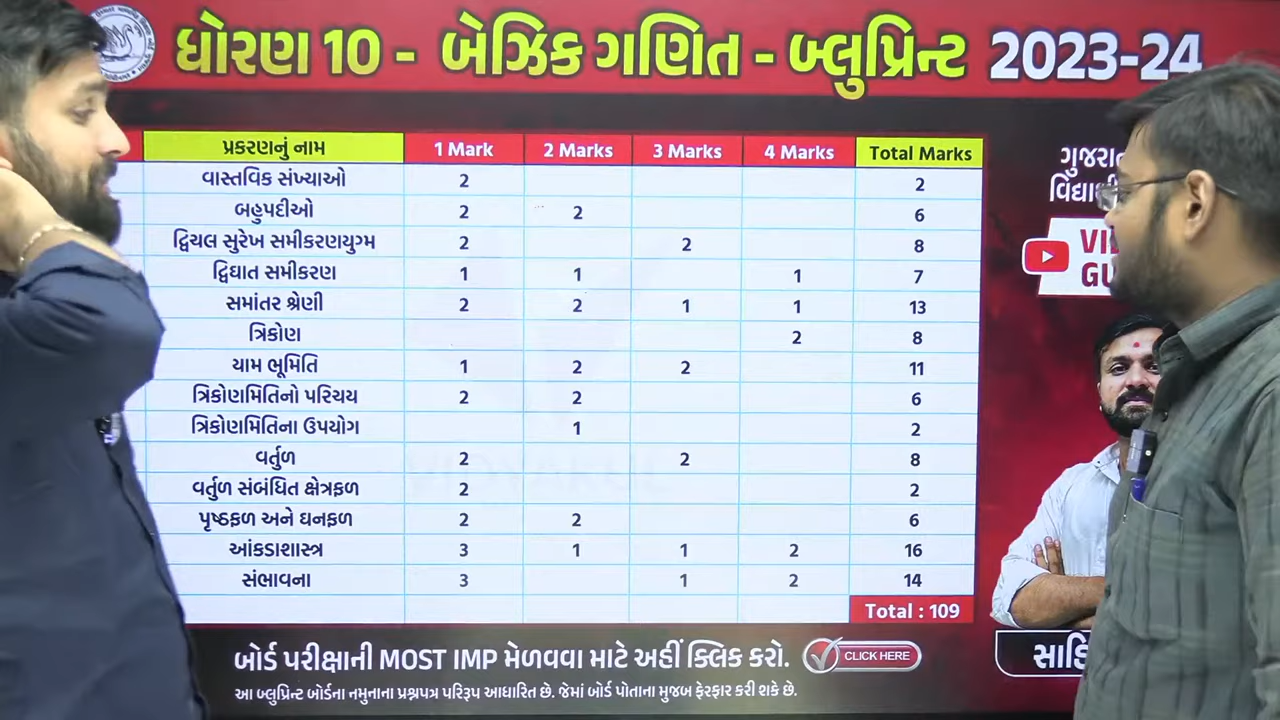 ધોરણ 10 - બેઝિક ગણિત - બ્લુપ્રિન્ટ 2023-24
પ્રકરણનું નામ 1 Mark 2 Marks 3 Marks 4 Marks Total Marks
વાસ્તવિક સંખ્યાઓ 2 2
બહુપદીઓ 2 2 6
દ્વિચલ સુરેખ સમીકરણયુગ્મ 2 2 8
દ્વિઘાત સમીકરણ 1 1 1 7
સમાંતર શ્રેણી 2 2 1 1 13
ત્રિકોણ 2 8
યામ ભૂમિતિ 1 2 2 11
ત્રિકોણમિતિનો પરિચય 2 2 6
ત્રિકોણમિતિના ઉપયોગ 1 2
વર્તુળ 2 2 8
વર્તુળ સંબંધિત ક્ષેત્રફળ 2 2
પૃષ્ઠફળ અને ઘનફળ 2 2 6
આંકડાશાસ્ત્ર 3 1 1 2 16
સંભાવના 3 1 2 14
Total : 109
બોર્ડ પરીક્ષાની MOST IMP મેળવવા માટે અહીં ક્લિક કરો. CLICK HERE
આ બ્લુપ્રિન્ટ બોર્ડના નમુનાના પ્રશ્નપત્ર પરિરૂપ આધારિત છે. જેમાં બોર્ડ પોતાના મુજબ ફેરફાર કરી શકે છે.